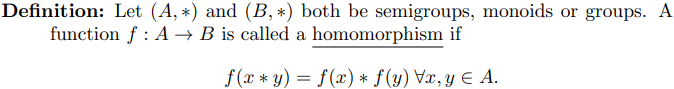 Definition: Let (A, ∗) and (B, ∗) both be semigroups, monoids or groups. A
function f : A → B is called a homomorphism if
f(x ∗ y) = f(x) ∗ f(y) ∀x, y ∈ A.